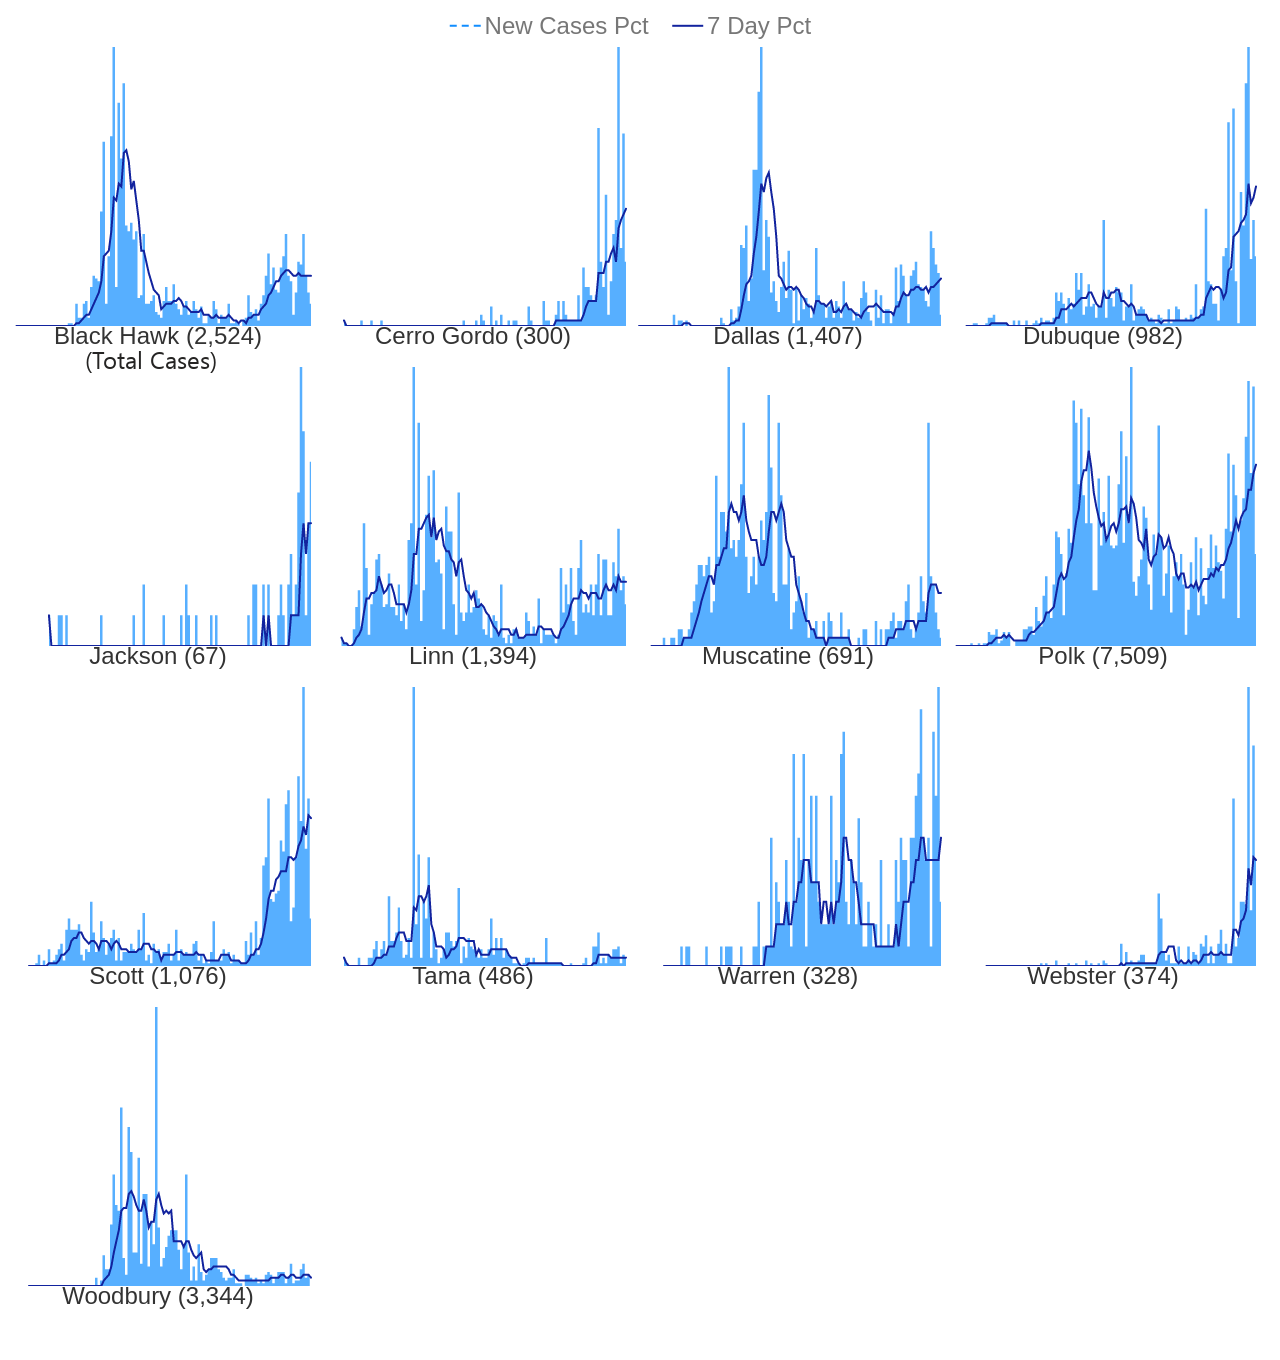 New Cases Pct 7 Day Pct
Black Hawk (2,524) Cerro Gordo (300) Dallas (1,407) Dubuque (982)
(Total Cases)
Jackson (67) Linn (1,394) Muscatine (691) Polk (7,509)
Scott (1,076) Tama (486) Warren (328) Webster (374)
Woodbury (3,344)